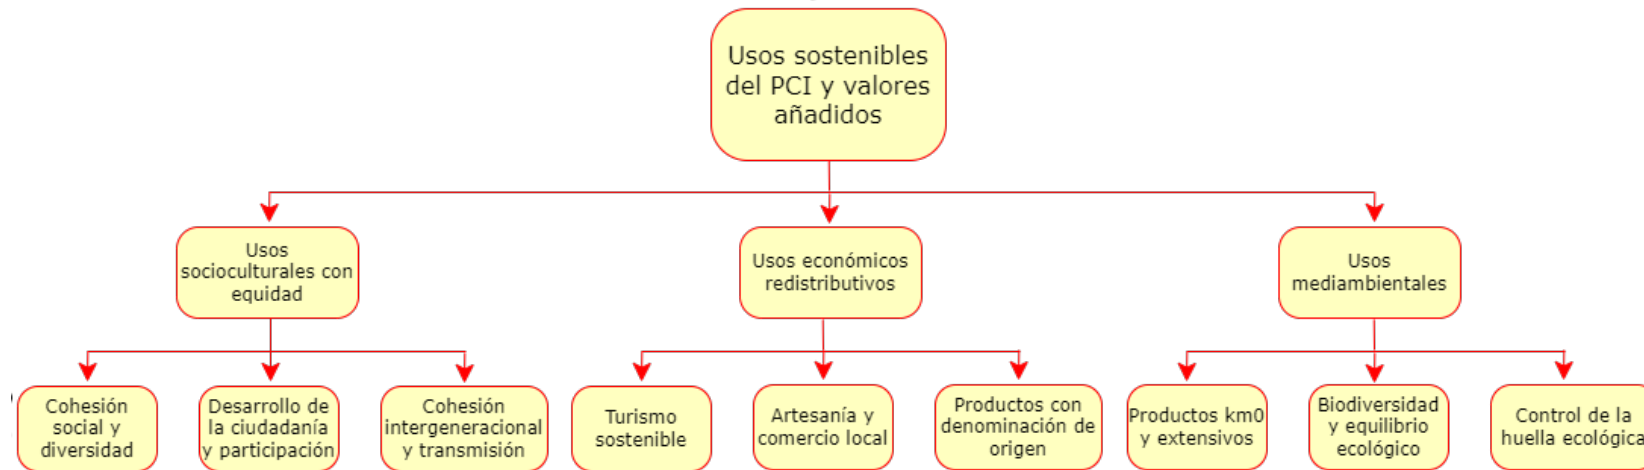 Usos sostenibles
del PCI y valores
añadidos
Usos
socioculturales con
equidad
Usos económicos
redistributivos
Usos
mediambientales
Cohesión
social y
diversidad
Desarrollo de
la ciudadanía
y participación
Cohesión
intergeneracional
y transmisión
Turismo
sostenible
Artesanía y
comercio local
Productos con
denominación de
origen
Productos km0
y extensivos
Biodiversidad
y equilibrio
ecológico
Control de la
huella ecológica